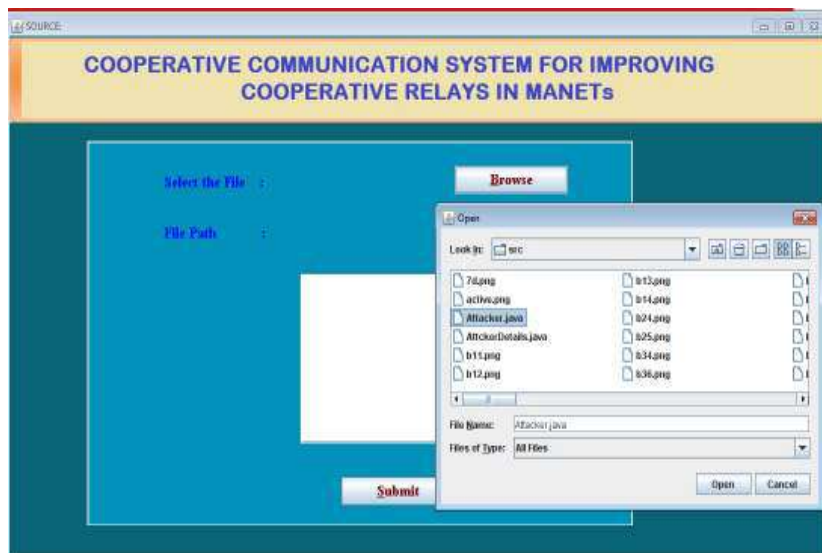 SOURCE
COOPERATIVE COMMUNICATION SYSTEM FOR IMPROVING
COOPERATIVE RELAYS IN MANETs
Select the File :
Browse
File Path :
Open
Look In: src
7d.png
active.png
Attacker.java
AttckerDetails.java
b11.png
b12.png
b13.png
b14.png
b24.png
b25.png
b34.png
b36.png
File Name: Attacker.java
Files of Type: All Files
Open Cancel
Submit